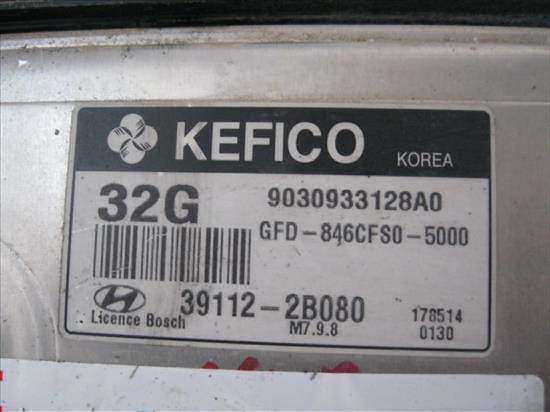 KEFICO KOREA
32G 9030933128A0
GFD-846CFS0-5000
39112-2B080
Licence Bosch M7.9.8
178514
0130